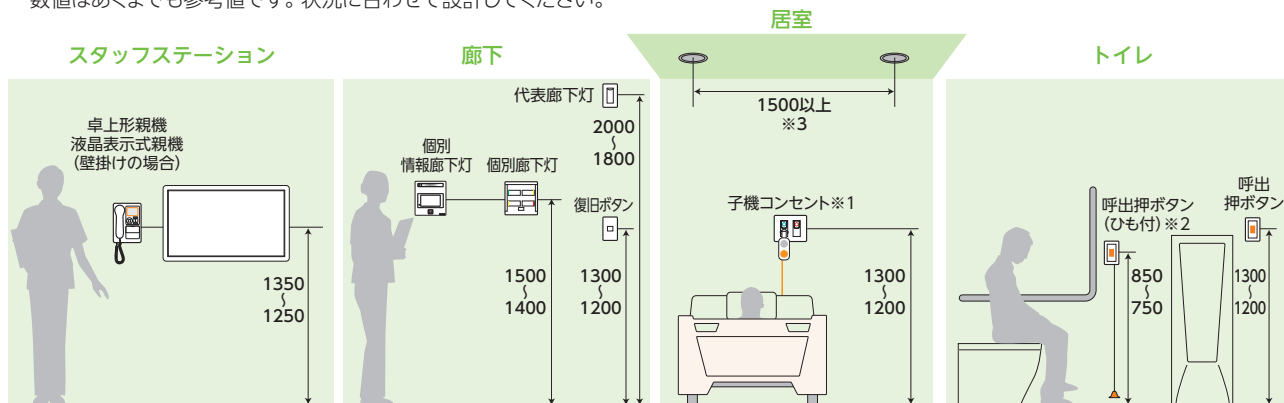 数値はあくまでも参考値です。状況に合わせて設計してください。
スタッフステーション
卓上形親機
液晶表示式親機
(壁掛けの場合)
1350
〜
1250
廊下
代表廊下灯
2000
〜
1800
個別
情報廊下灯
個別廊下灯
復旧ボタン
1500
〜
1400
1300
〜
1200
居室
1500以上
※3
子機コンセント※1
1300
〜
1200
トイレ
呼出押ボタン
(ひも付)※2
850
〜
750
呼出
押ボタン
1300
〜
1200